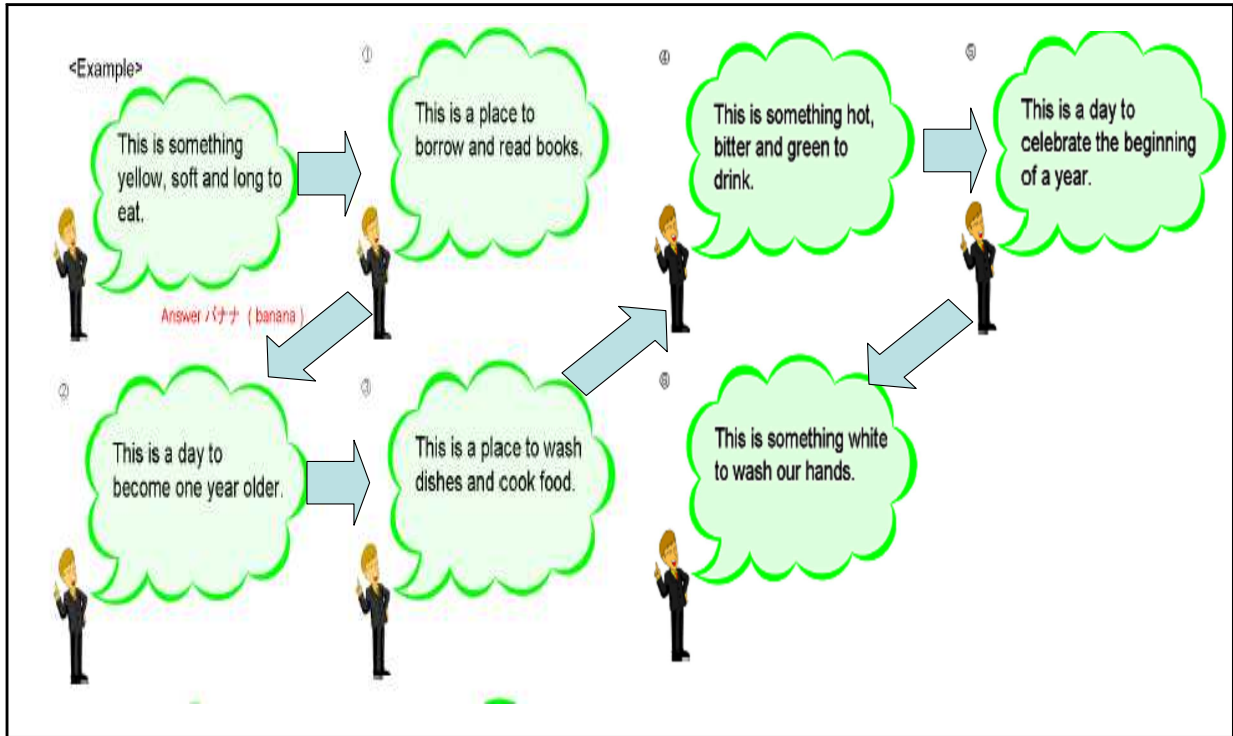 <Example>
This is something
yellow, soft and long to
eat.
Answer バナナ ( banana )
①
This is a place to
borrow and read books.
②
This is a day to
become one year older.
③
This is a place to wash
dishes and cook food.
④
This is something hot,
bitter and green to
drink.
⑤
This is a day to
celebrate the beginning
of a year.
⑥
This is something white
to wash our hands.